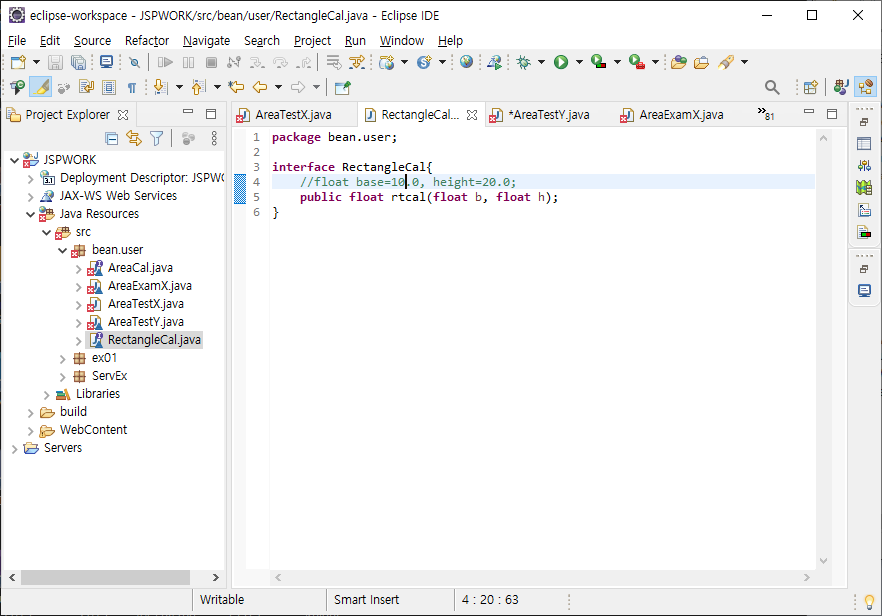 eclipse-workspace - JSPWORK/src/bean/user/RectangleCal.java - Eclipse IDE
File Edit Source Refactor Navigate Search Project Run Window Help
Project Explorer
JSPWORK
Deployment Descriptor: JSPWO
JAX-WS Web Services
Java Resources
src
bean.user
AreaCal.java
AreaExamX.java
AreaTestX.java
AreaTestY.java
RectangleCal.java
ex01
ServEx
Libraries
build
WebContent
Servers
AreaTestX.java RectangleCal... *AreaTestY.java AreaExamX.java »81
1 package bean.user;
2
3 interface RectangleCal{
4 //float base=10.0, height=20.0;
5 public float rtcal(float b, float h);
6 }
Writable Smart Insert 4 : 20 : 63